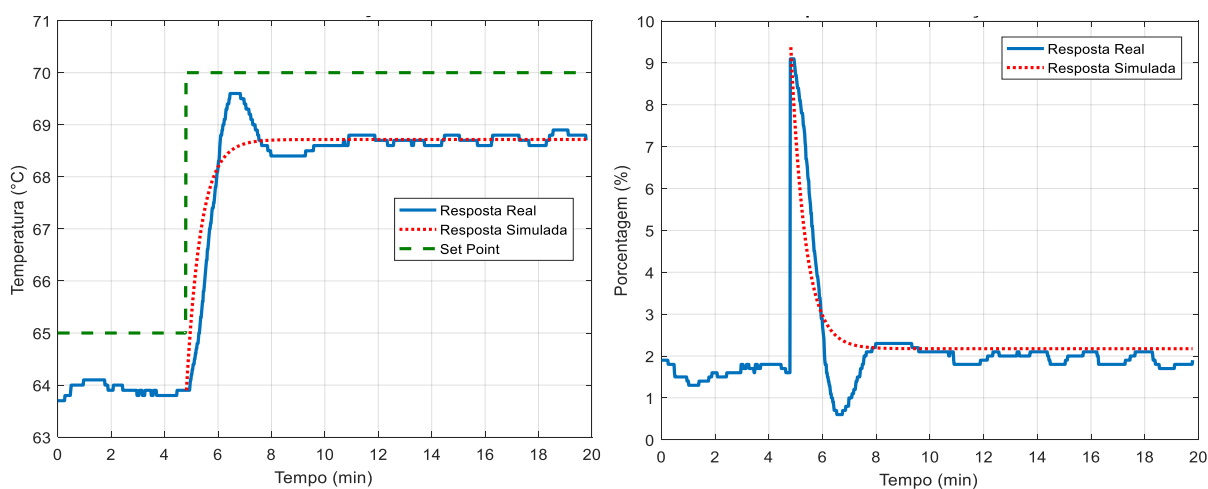 71
70
69
68
67
66
65
64
63
Temperatura (°C)
Resposta Real
Resposta Simulada
Set Point
0 2 4 6 8 10 12 14 16 18 20
Tempo (min)
10
9
8
7
6
5
4
3
2
1
0
Porcentagem (%)
Resposta Real
Resposta Simulada
0 2 4 6 8 10 12 14 16 18 20
Tempo (min)